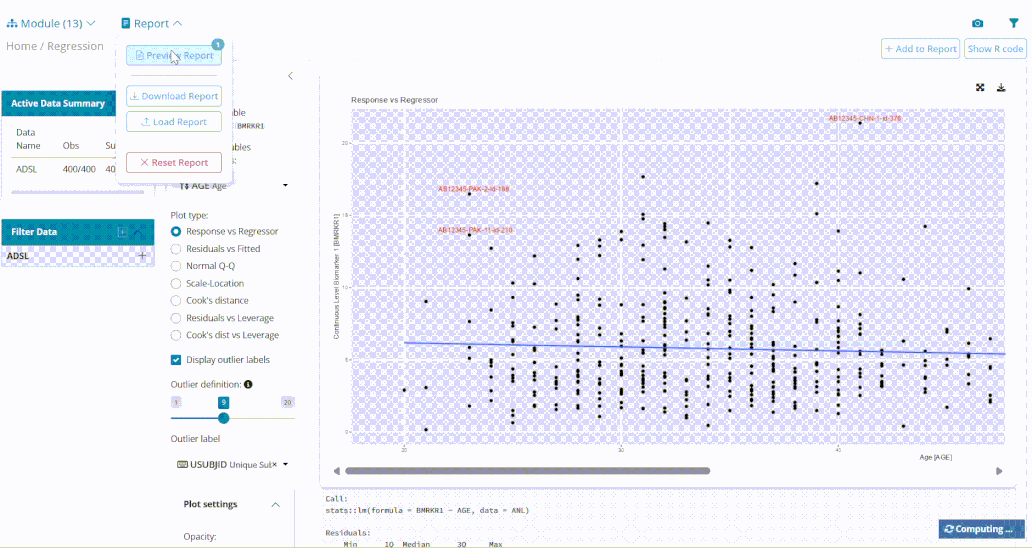 Module (13)
Report
Home / Regression
1
Preview Report
Download Report
Load Report
Reset Report
+ Add to Report
Show R code
Active Data Summary
Data
Name
Obs
ADSL
400/400
BMRKR1
AGE Age
Filter Data
ADSL
Plot type:
Response vs Regressor
Residuals vs Fitted
Normal Q-Q
Scale-Location
Cook's distance
Residuals vs Leverage
Cook's dist vs Leverage
Display outlier labels
Outlier definition:
1
9
20
Outlier label
USUBJID Unique Sub
Plot settings
Opacity:
Response vs Regressor
AB12345-CHN-1-id-378
AB12345-PAK-2-id-188
AB12345-PAK-11-id-210
Continuous Level Biomarker 1 [BMRKR1]
20
15
10
5
0
20
30
40
Age [AGE]
Call:
stats::lm(formula = BMRKR1 ~ AGE, data = ANL)
Residuals:
Min 1Q Median 3Q Max
Computing ...